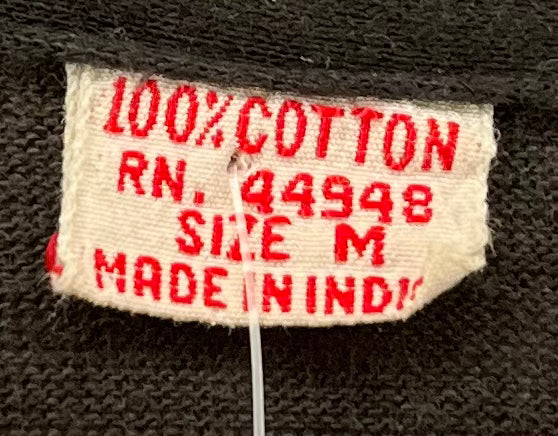 100% COTTON
RN. 44948
SIZE M
MADE IN INDIA